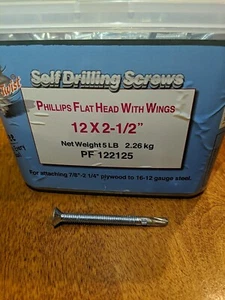 Self Drilling Screws
PHILLIPS FLAT HEAD WITH WINGS
12 X 2-1/2"
Net Weight 5 LB 2.26 kg
PF 122125
For attaching 7/8"-2 1/4" plywood to 10-12 gauge steel.